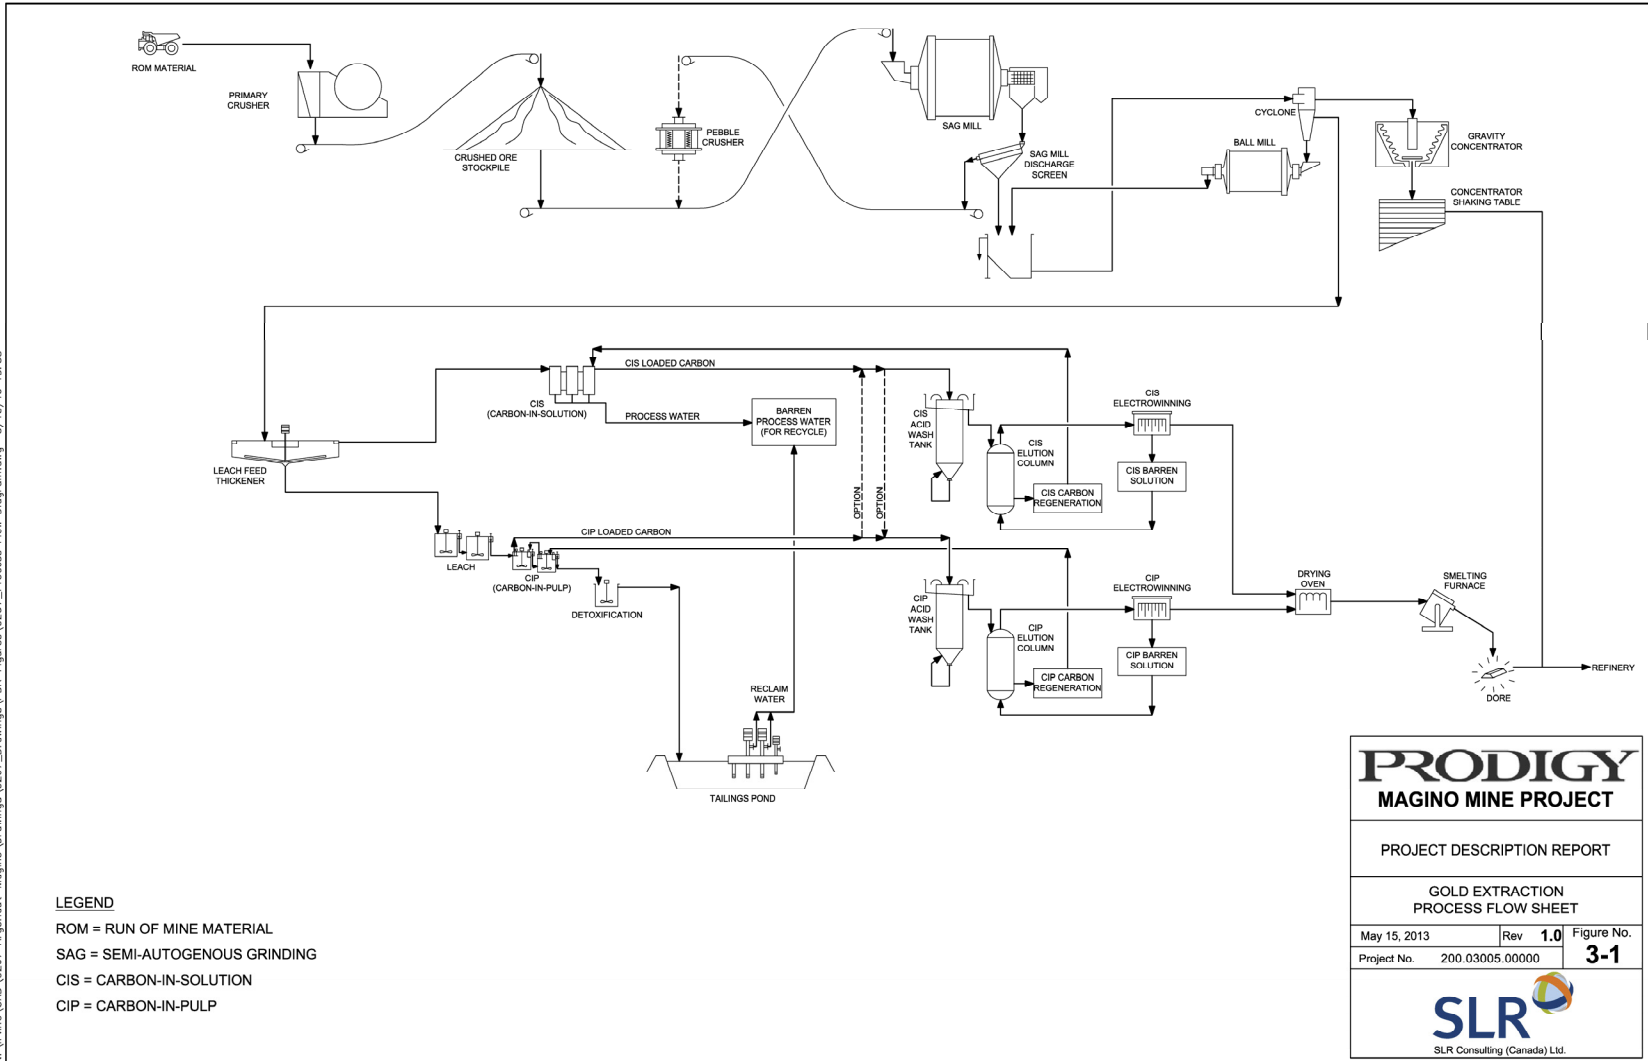 ROM MATERIAL
PRIMARY
CRUSHER
CRUSHED ORE
STOCKPILE
PEBBLE
CRUSHER
SAG MILL
SAG MILL
DISCHARGE
SCREEN
CYCLONE
BALL MILL
GRAVITY
CONCENTRATOR
CONCENTRATOR
SHAKING TABLE
CIS LOADED CARBON
CIS
(CARBON-IN-SOLUTION)
PROCESS WATER
BARREN
PROCESS WATER
(FOR RECYCLE)
CIS
ACID
WASH
TANK
CIS
ELUTION
COLUMN
CIS
ELECTROWINNING
CIS BARREN
SOLUTION
CIS CARBON
REGENERATION
LEACH FEED
THICKENER
OPTION
OPTION
CIP LOADED CARBON
LEACH
CIP
(CARBON-IN-PULP)
DETOXIFICATION
CIP
ACID
WASH
TANK
CIP
ELUTION
COLUMN
CIP
ELECTROWINNING
CIP BARREN
SOLUTION
CIP CARBON
REGENERATION
DRYING
OVEN
SMELTING
FURNACE
REFINERY
DORE
RECLAIM
WATER
TAILINGS POND
LEGEND
ROM = RUN OF MINE MATERIAL
SAG = SEMI-AUTOGENOUS GRINDING
CIS = CARBON-IN-SOLUTION
CIP = CARBON-IN-PULP
PRODIGY
MAGINO MINE PROJECT
PROJECT DESCRIPTION REPORT
GOLD EXTRACTION
PROCESS FLOW SHEET
May 15, 2013
Rev 1.0
Figure No.
3-1
Project No. 200.03005.00000
SLR
SLR Consulting (Canada) Ltd.